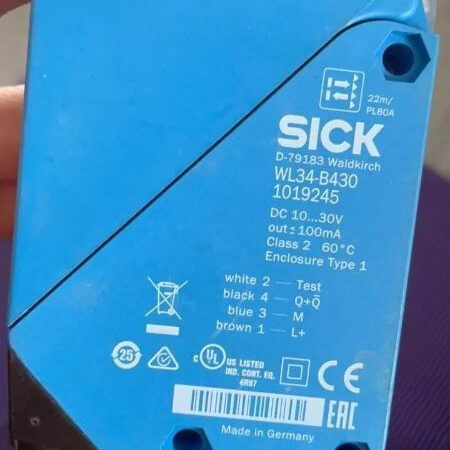 22m/
PL80A
SICK
D-79183 Waldkirch
WL34-B430
1019245
DC 10...30V
out≤100mA
Class 2 60°C
Enclosure Type 1
white 2 — Test
black 4 — Q+Q̅
blue 3 — M
brown 1 — L+
25
c UL US LISTED
IND. CONT. EQ.
4R97
CE
EAC
Made in Germany